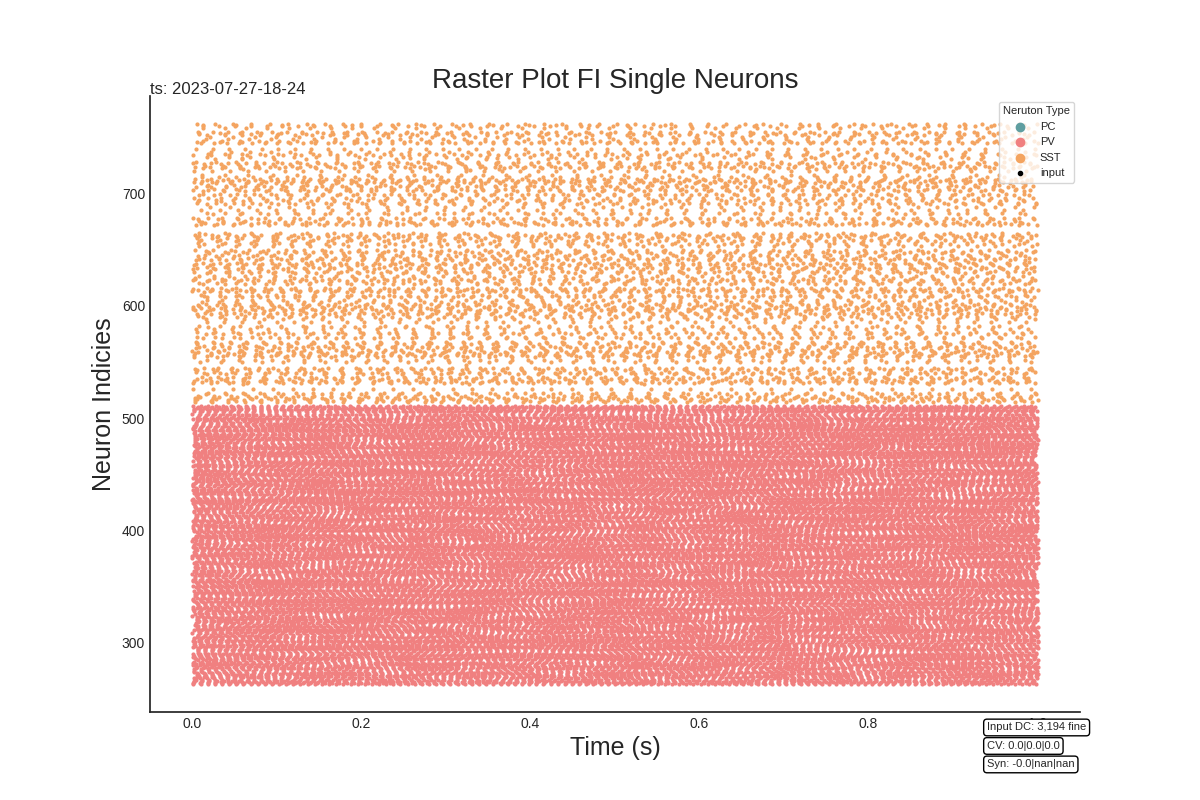 Raster Plot FI Single Neurons
ts: 2023-07-27-18-24
Neruton Type
PC
PV
SST
input
700
600
500
400
300
Neuron Indicies
0.0 0.2 0.4 0.6 0.8
Time (s)
Input DC: 3,194 fine
CV: 0.0|0.0|0.0
Syn: -0.0|nan|nan